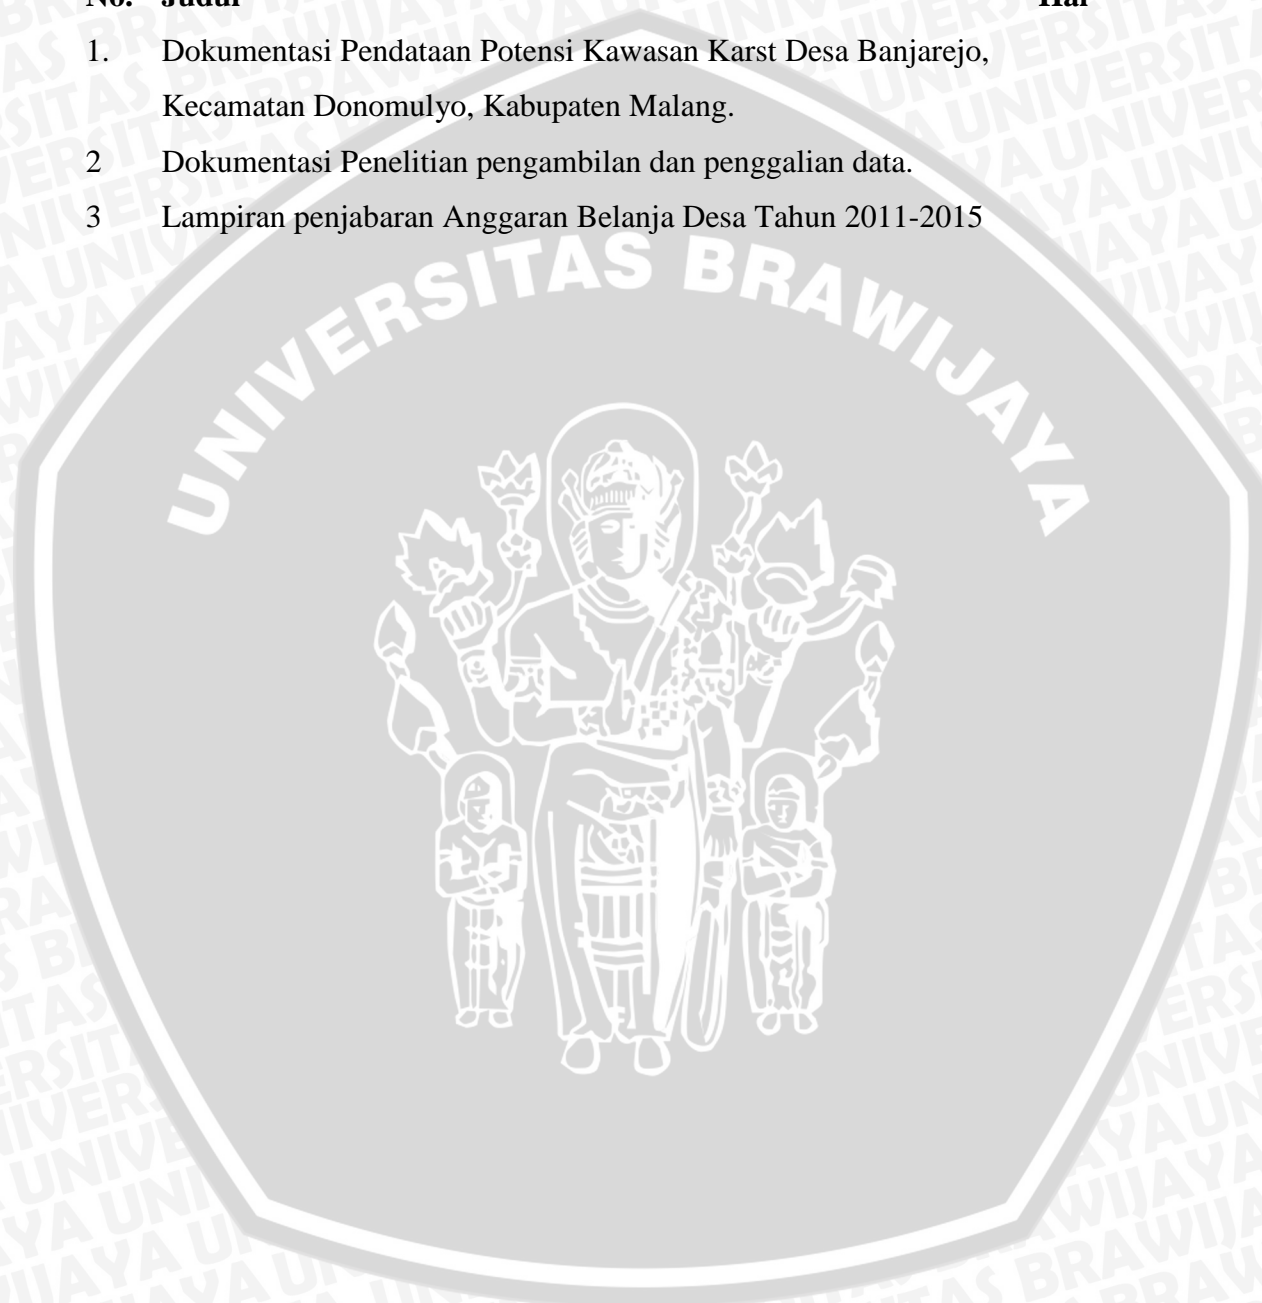 No. Judul Hal
1. Dokumentasi Pendataan Potensi Kawasan Karst Desa Banjarejo,
Kecamatan Donomulyo, Kabupaten Malang.
2 Dokumentasi Penelitian pengambilan dan penggalian data.
3 Lampiran penjabaran Anggaran Belanja Desa Tahun 2011-2015
UNIVERSITAS BRAWIJAYA